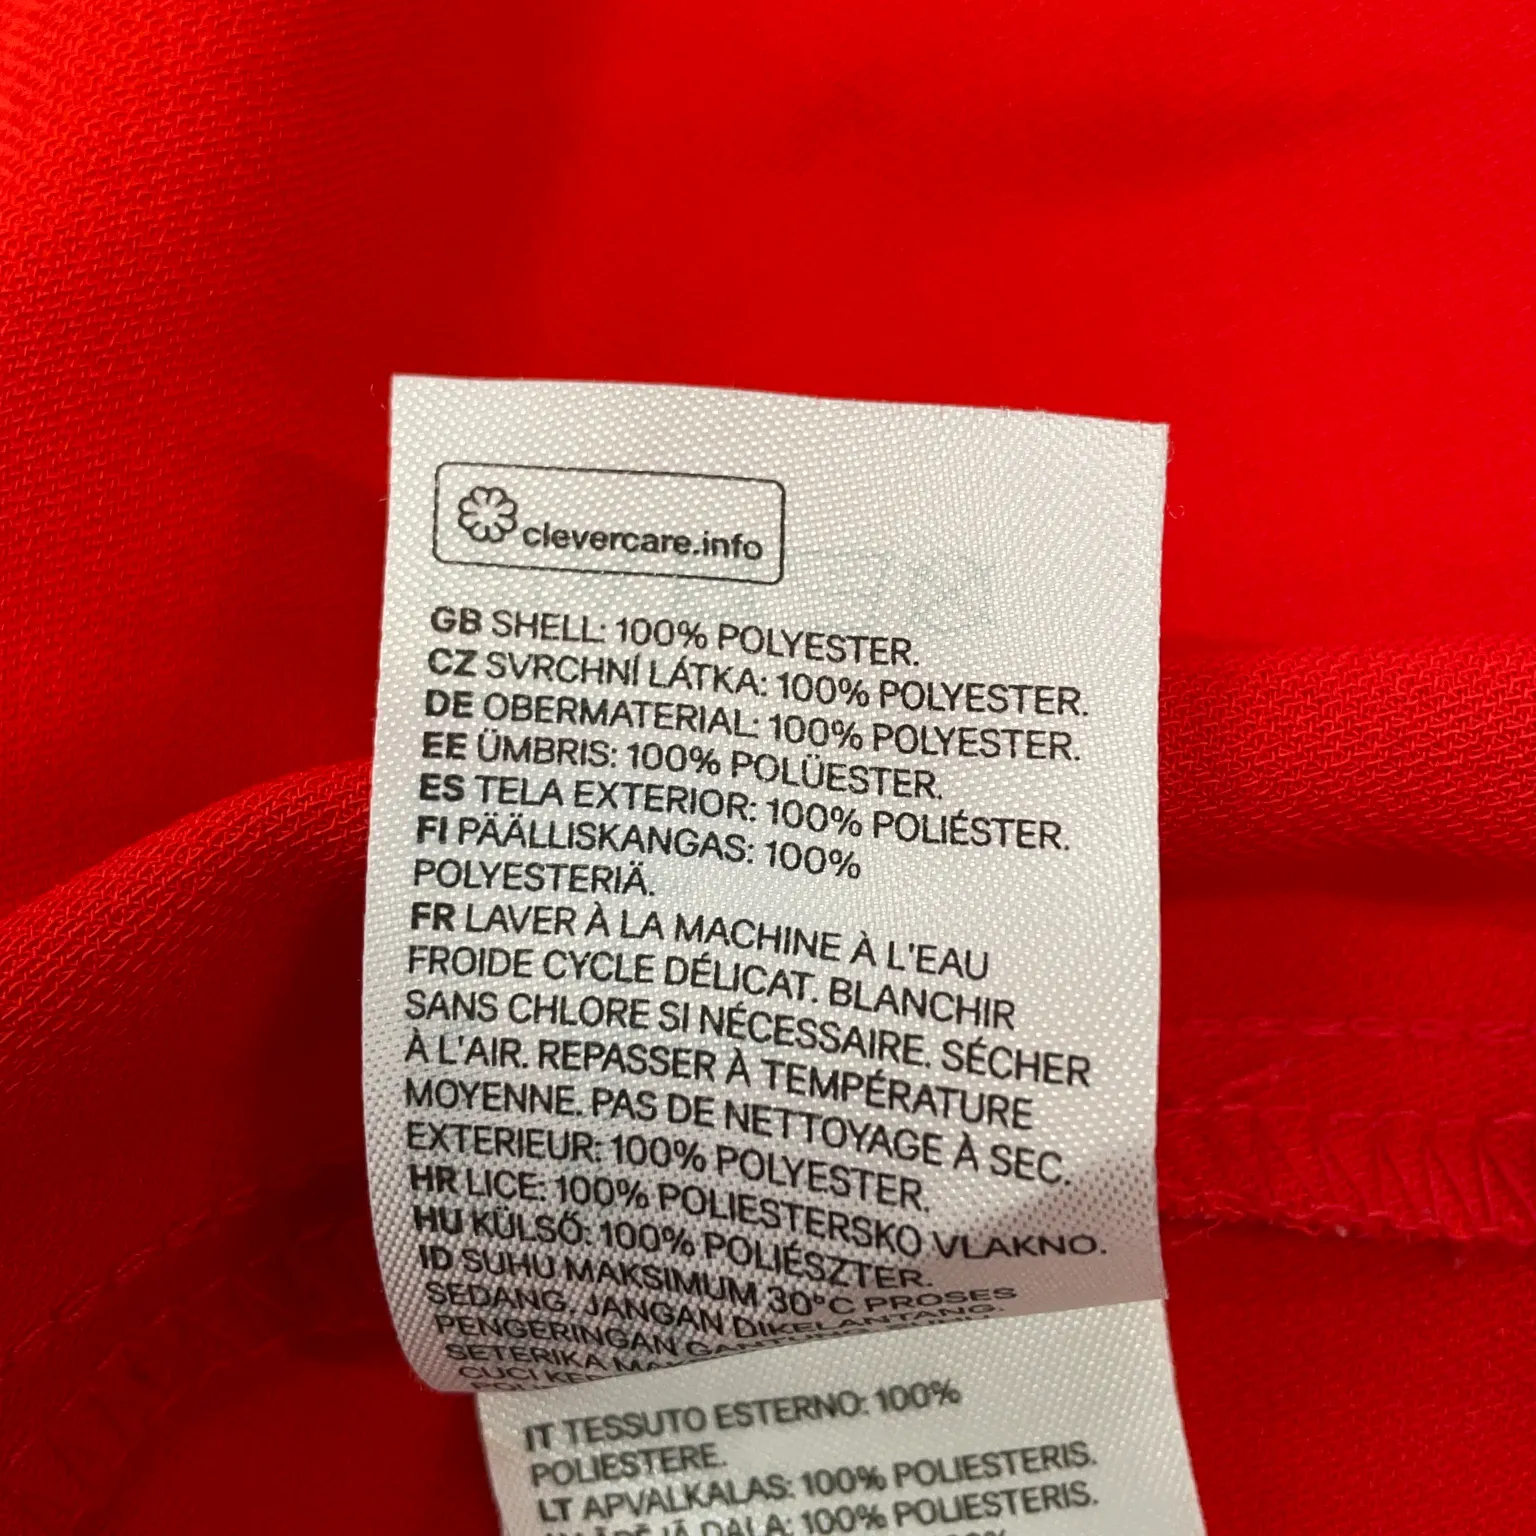 clevercare.info
GB SHELL: 100% POLYESTER.
CZ SVRCHNÍ LÁTKA: 100% POLYESTER.
DE OBERMATERIAL: 100% POLYESTER.
EE ÜMBRIS: 100% POLÜESTER.
ES TELA EXTERIOR: 100% POLIÉSTER.
FI PÄÄLLISKANGAS: 100%
POLYESTERIÄ.
FR LAVER À LA MACHINE À L'EAU
FROIDE CYCLE DÉLICAT. BLANCHIR
SANS CHLORE SI NÉCESSAIRE. SÉCHER
À L'AIR. REPASSER À TEMPÉRATURE
MOYENNE. PAS DE NETTOYAGE À SEC.
EXTERIEUR: 100% POLYESTER.
HR LICE: 100% POLIESTERSKO VLAKNO.
HU KÜLSŐ: 100% POLIÉSZTER.
ID SUHU MAKSIMUM 30°C PROSES
SEDANG. JANGAN DIKELANTANG.
PENGERINGAN
SETERIKA
CUCI
IT TESSUTO ESTERNO: 100%
POLIESTERE.
LT APVALKALAS: 100% POLIESTERIS.
DALA: 100% POLIESTERIS.